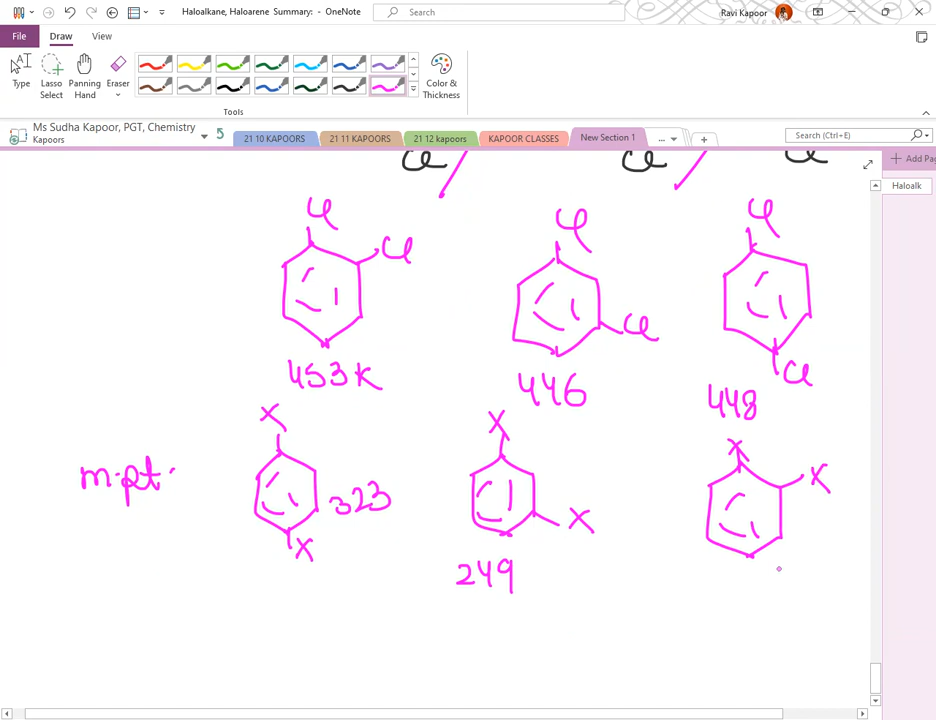 Haloalkane, Haloarene Summary: - OneNote
Search
Ravi Kapoor
File
Draw
View
Type
Lasso Select
Panning Hand
Eraser
Color & Thickness
Tools
Ms Sudha Kapoor, PGT, Chemistry
Kapoors
21 10 KAPOORS
21 11 KAPOORS
21 12 kapoors
KAPOOR CLASSES
New Section 1
...
Search (Ctrl+E)
Add Pag
Haloalk
Cl Cl Cl
Cl Cl Cl
Cl Cl Cl
453K 446 448
X X X
m.pt. 323 X
X X
249